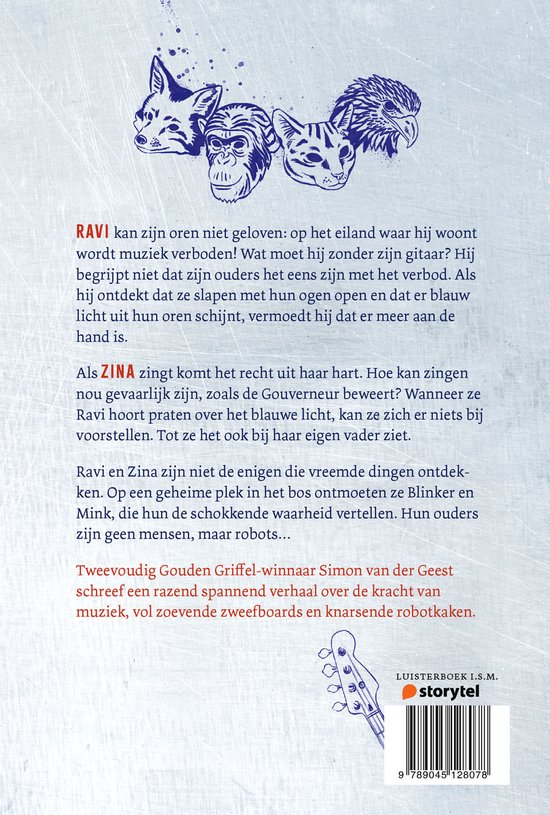 RAVI kan zijn oren niet geloven: op het eiland waar hij woont
wordt muziek verboden! Wat moet hij zonder zijn gitaar? Hij
begrijpt niet dat zijn ouders het eens zijn met het verbod. Als
hij ontdekt dat ze slapen met hun ogen open en dat er blauw
licht uit hun oren schijnt, vermoedt hij dat er meer aan de
hand is.
Als ZINA zingt komt het recht uit haar hart. Hoe kan zingen
nou gevaarlijk zijn, zoals de Gouverneur beweert? Wanneer ze
Ravi hoort praten over het blauwe licht, kan ze zich er niets bij
voorstellen. Tot ze het ook bij haar eigen vader ziet.
Ravi en Zina zijn niet de enigen die vreemde dingen ontdek-
ken. Op een geheime plek in het bos ontmoeten ze Blinker en
Mink, die hun de schokkende waarheid vertellen. Hun ouders
zijn geen mensen, maar robots...
Tweevoudig Gouden Griffel-winnaar Simon van der Geest
schreef een razend spannend verhaal over de kracht van
muziek, vol zoevende zweefboards en knarsende robotkaken.
LUISTERBOEK I.S.M.
storytel
9 789045 128078